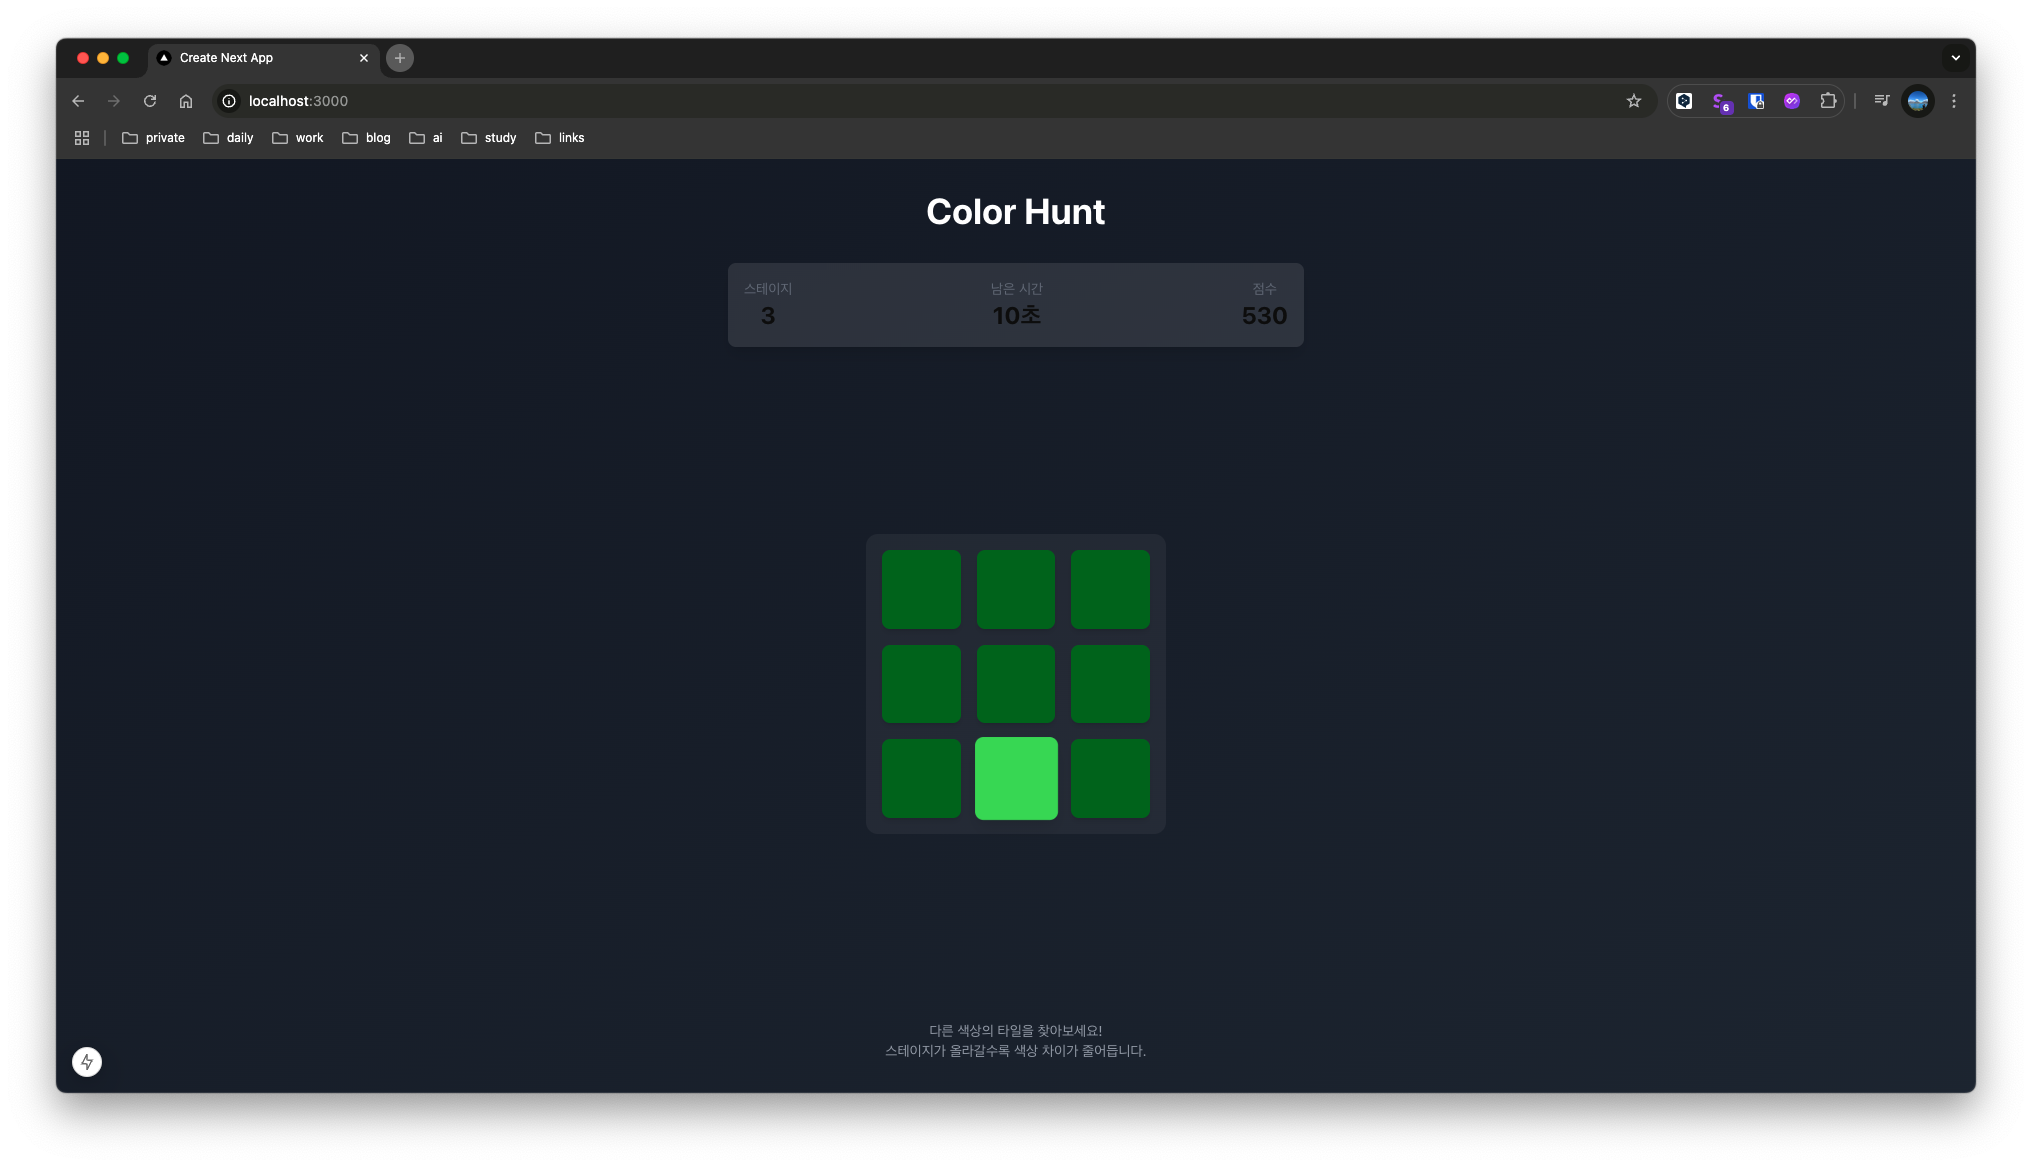 Create Next App
localhost:3000
6
private daily work blog ai study links
Color Hunt
스테이지 남은 시간 점수
3 10초 530
다른 색상의 타일을 찾아보세요!
스테이지가 올라갈수록 색상 차이가 줄어듭니다.